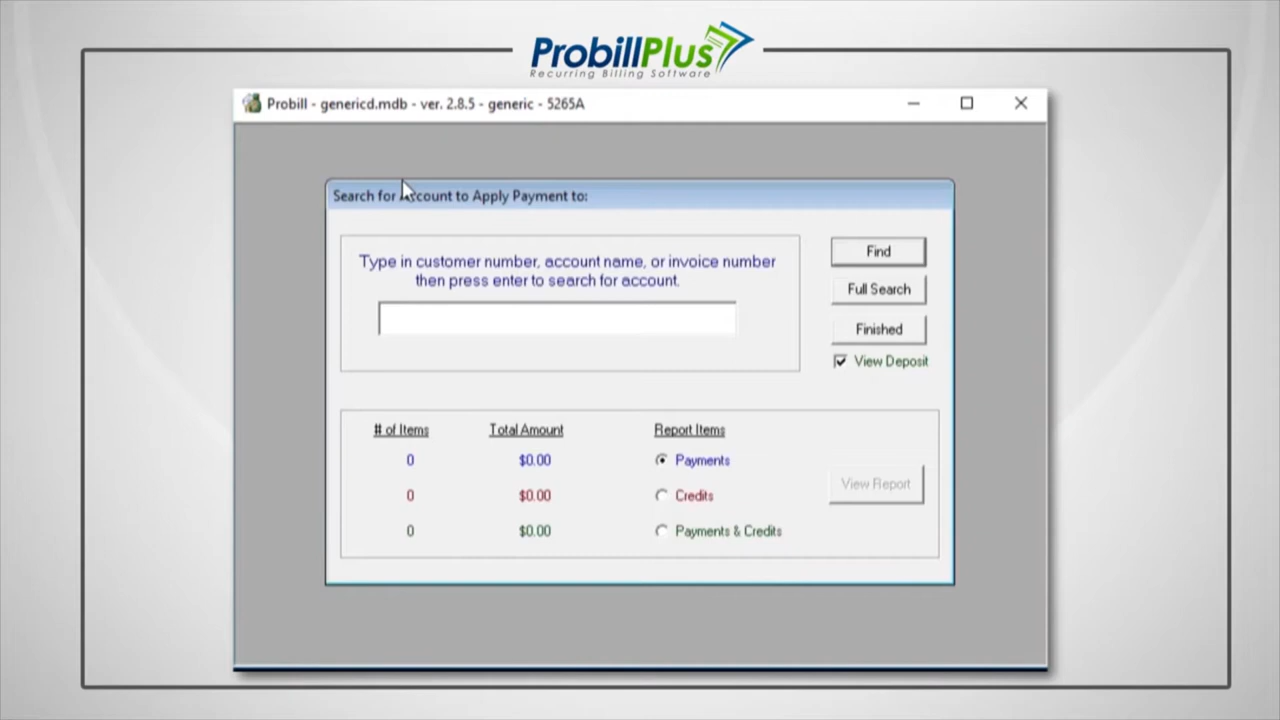 ProbillPlus
Recurring Billing Software
Probill - genericd.mdb - ver. 2.8.5 - generic - 5265A
Search for Account to Apply Payment to:
Type in customer number, account name, or invoice number
then press enter to search for account.
Find
Full Search
Finished
View Deposit
# of Items Total Amount Report Items
0 $0.00 Payments
View Report
0 $0.00 Credits
0 $0.00 Payments & Credits